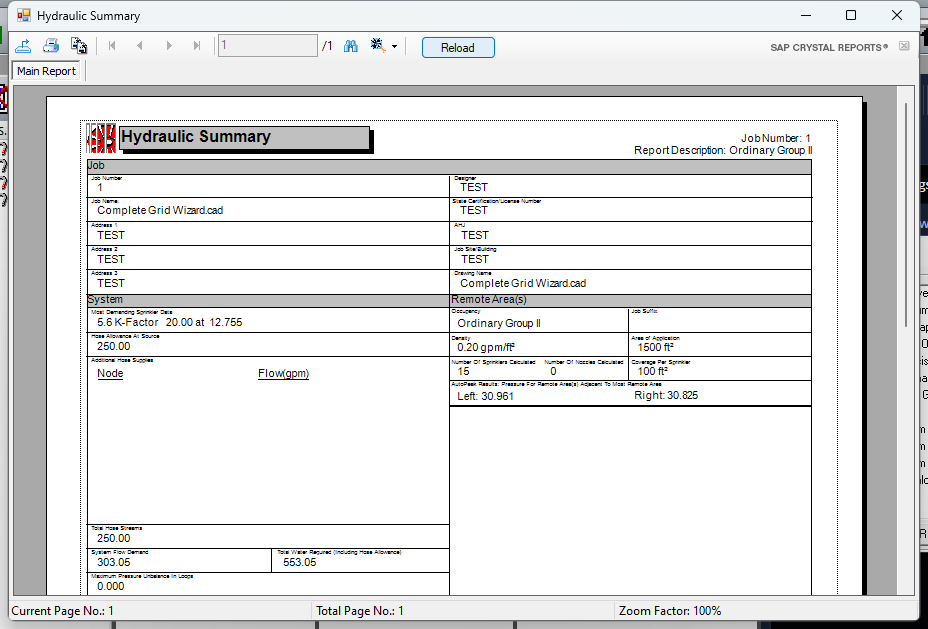 Hydraulic Summary
1 /1 Reload SAP CRYSTAL REPORTS®
Main Report
Hydraulic Summary
Job Number: 1
Report Description: Ordinary Group II
Job
Job Number
1
Designer
TEST
Job Name:
Complete Grid Wizard.cad
State Certification/License Number
TEST
Address 1
TEST
AHJ
TEST
Address 2
TEST
Job Site/Building
TEST
Address 3
TEST
Drawing Name
Complete Grid Wizard.cad
System
Remote Area(s)
Most Demanding Sprinkler Data
5.6 K-Factor 20.00 at 12.755
Occupancy
Ordinary Group II
Job Suffix
Hose Allowance At Source
250.00
Density
0.20 gpm/ft²
Area of Application
1500 ft²
Additional Hose Supplies
Node Flow(gpm)
Number Of Sprinklers Calculated
15
Number Of Nozzles Calculated
0
Coverage Per Sprinkler
100 ft²
AutoPeak Results: Pressure For Remote Area(s) Adjacent To Most Remote Area
Left: 30.961 Right: 30.825
Total Hose Streams
250.00
System Flow Demand
303.05
Total Water Required (Including Hose Allowance)
553.05
Maximum Pressure Unbalance In Loops
0.000
Current Page No.: 1 Total Page No.: 1 Zoom Factor: 100%